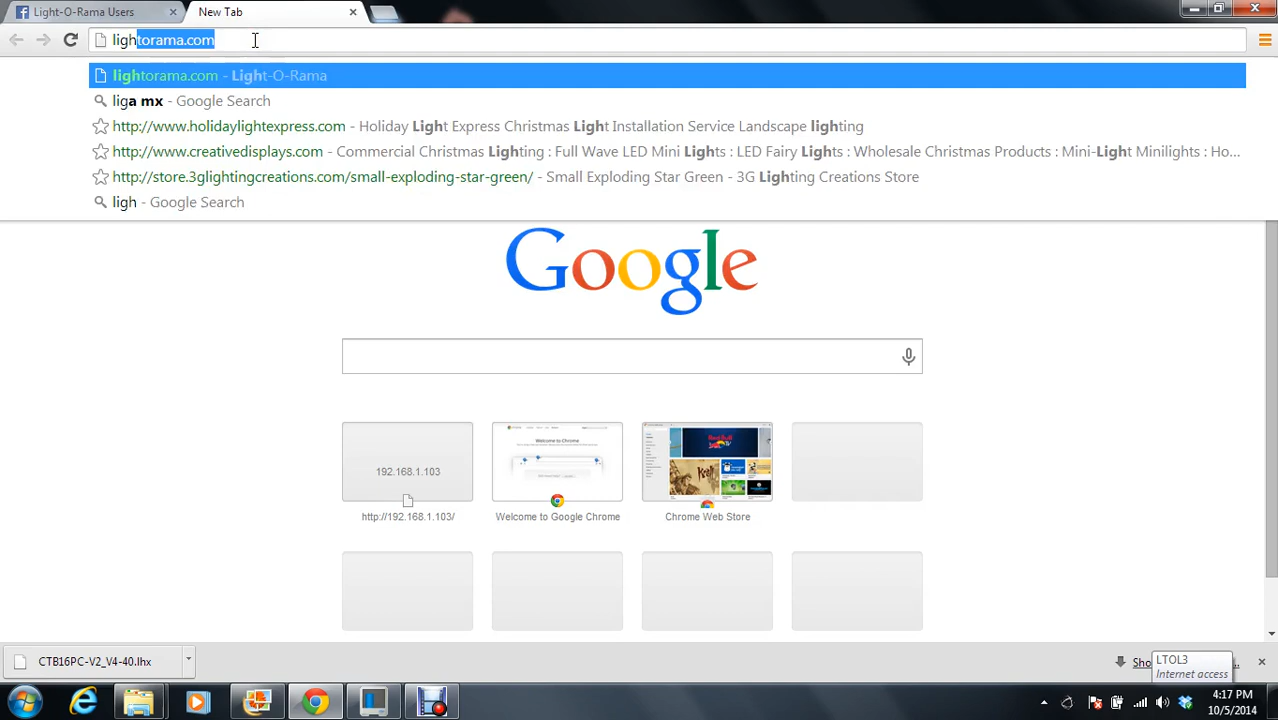 Light-O-Rama Users
New Tab
lightorama.com
lightorama.com - Light-O-Rama
liga mx - Google Search
http://www.holidaylightexpress.com - Holiday Light Express Christmas Light Installation Service Landscape lighting
http://www.creativedisplays.com - Commercial Christmas Lighting : Full Wave LED Mini Lights : LED Fairy Lights : Wholesale Christmas Products : Mini-Light Minilights : Ho...
http://store.3glightingcreations.com/small-exploding-star-green/ - Small Exploding Star Green - 3G Lighting Creations Store
ligh - Google Search
Google
192.168.1.103
Welcome to Chrome
http://192.168.1.103/
Welcome to Google Chrome
Chrome Web Store
CTB16PC-V2_V4-40.lhx
Sho
LTOL3
Internet access
4:17 PM
10/5/2014